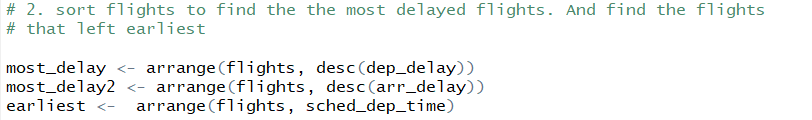 # 2. sort flights to find the the most delayed flights. And find the flights
# that left earliest
most_delay <- arrange(flights, desc(dep_delay))
most_delay2 <- arrange(flights, desc(arr_delay))
earliest <-  arrange(flights, sched_dep_time)